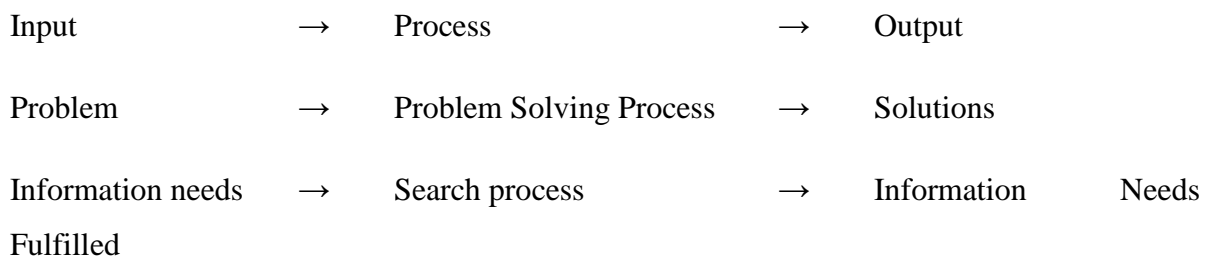 Input → Process → Output
Problem → Problem Solving Process → Solutions
Information needs → Search process → Information Needs
Fulfilled